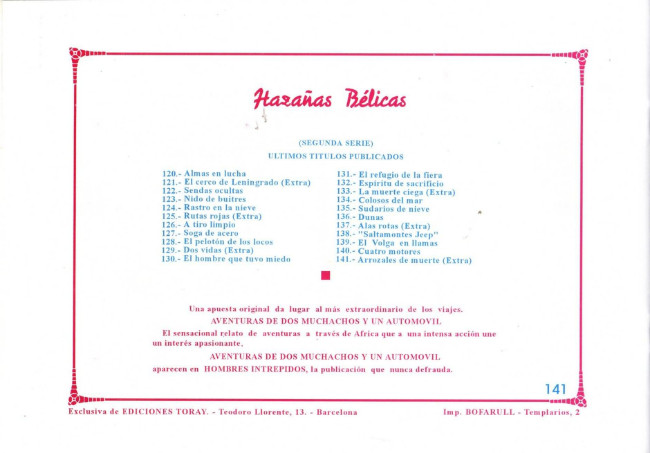 Hazañas Bélicas
(SEGUNDA SERIE)
ULTIMOS TITULOS PUBLICADOS
120.- Almas en lucha
121.- El cerco de Leningrado (Extra)
122.- Sendas ocultas
123.- Nido de buitres
124.- Rastro en la nieve
125.- Rutas rojas (Extra)
126.- A tiro limpio
127.- Soga de acero
128.- El pelotón de los locos
129.- Dos vidas (Extra)
130.- El hombre que tuvo miedo
131.- El refugio de la fiera
132.- Espíritu de sacrificio
133.- La muerte ciega (Extra)
134.- Colosos del mar
135.- Sudarios de nieve
136.- Dunas
137.- Alas rotas (Extra)
138.- "Saltamontes Jeep"
139.- El Volga en llamas
140.- Cuatro motores
141.- Arrozales de muerte (Extra)
Una apuesta original da lugar al más extraordinario de los viajes.
AVENTURAS DE DOS MUCHACHOS Y UN AUTOMOVIL
El sensacional relato de aventuras a través de Africa que a una intensa acción une
un interés apasionante.
AVENTURAS DE DOS MUCHACHOS Y UN AUTOMOVIL
aparecen en HOMBRES INTREPIDOS, la publicación que nunca defrauda.
141
Exclusiva de EDICIONES TORAY. - Teodoro Llorente, 13. - Barcelona
Imp. BOFARULL - Templarios, 2